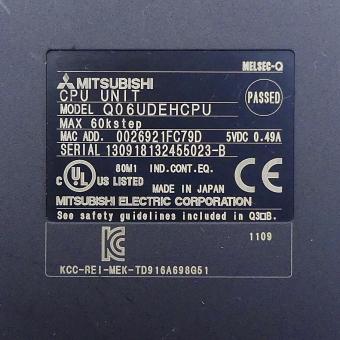 MELSEC-Q
MITSUBISHI
CPU UNIT
PASSED
MODEL Q06UDEHCPU
MAX 60kstep
MAC ADD. 0026921FC79D 5VDC 0.49A
SERIAL 130918132455023-B
80M1 IND.CONT.EQ.
C UL US LISTED MADE IN JAPAN
MITSUBISHI ELECTRIC CORPORATION
See safety guidelines included in Q3□B.
KC 1109
KCC-REI-MEK-TD916A698G51